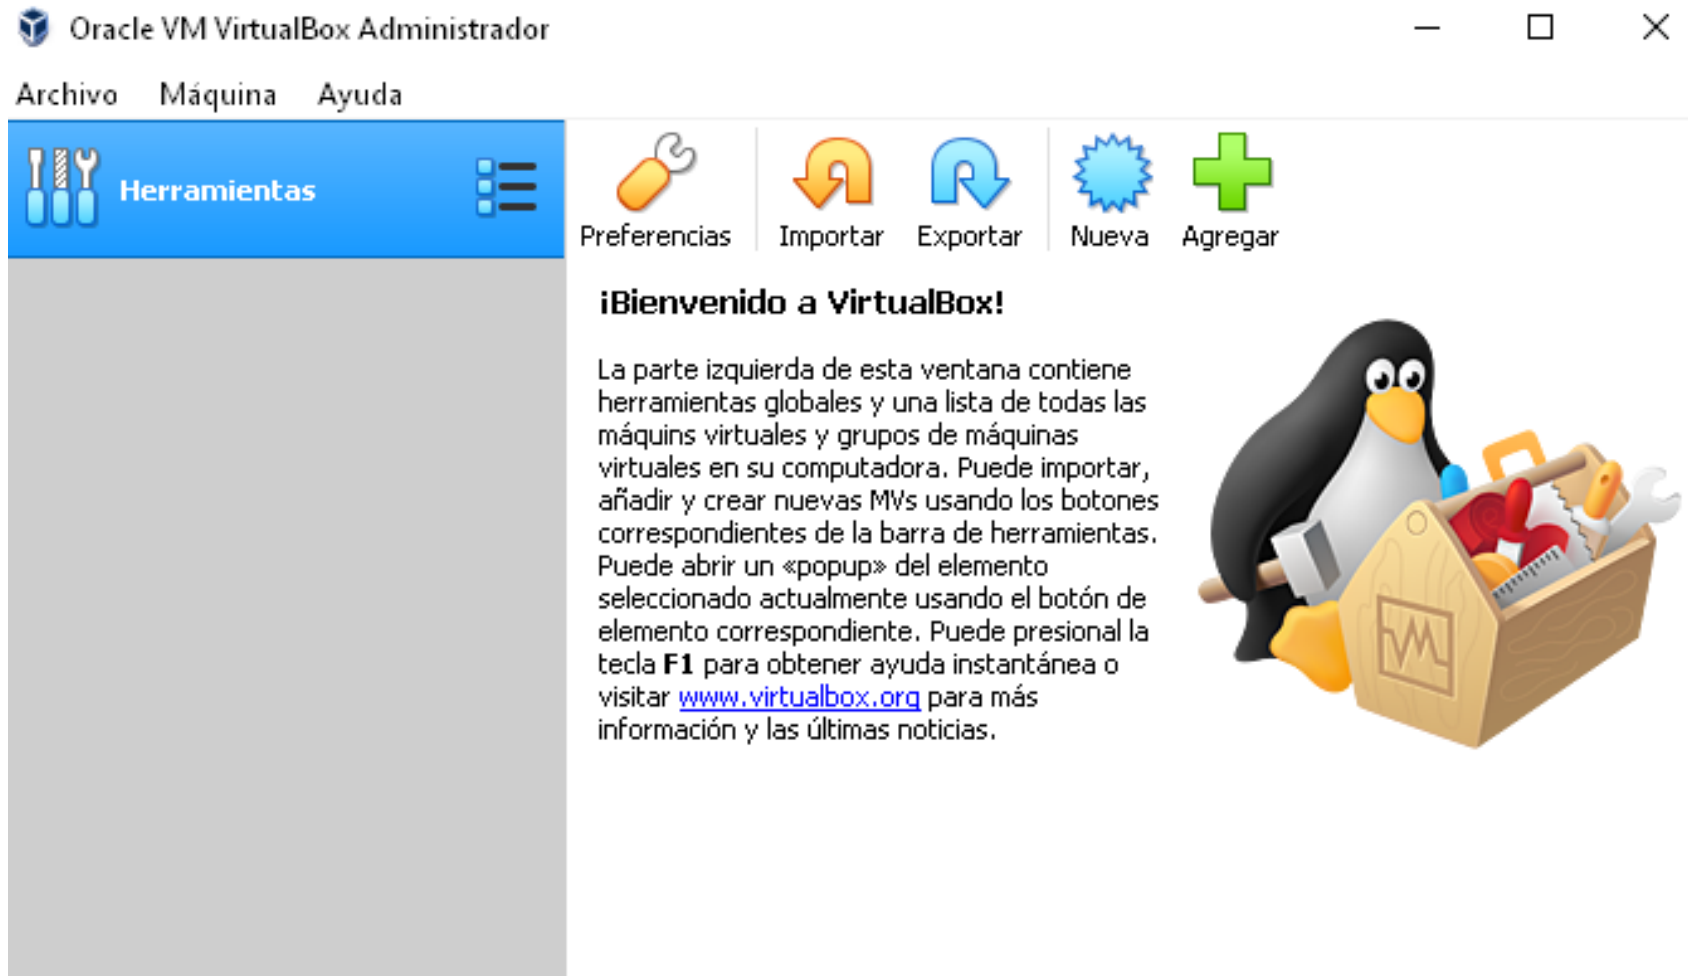 Oracle VM VirtualBox Administrador
Archivo Máquina Ayuda
Herramientas
Preferencias Importar Exportar Nueva Agregar
¡Bienvenido a VirtualBox!
La parte izquierda de esta ventana contiene
herramientas globales y una lista de todas las
máquins virtuales y grupos de máquinas
virtuales en su computadora. Puede importar,
añadir y crear nuevas MVs usando los botones
correspondientes de la barra de herramientas.
Puede abrir un «popup» del elemento
seleccionado actualmente usando el botón de
elemento correspondiente. Puede presional la
tecla F1 para obtener ayuda instantánea o
visitar www.virtualbox.org para más
información y las últimas noticias.